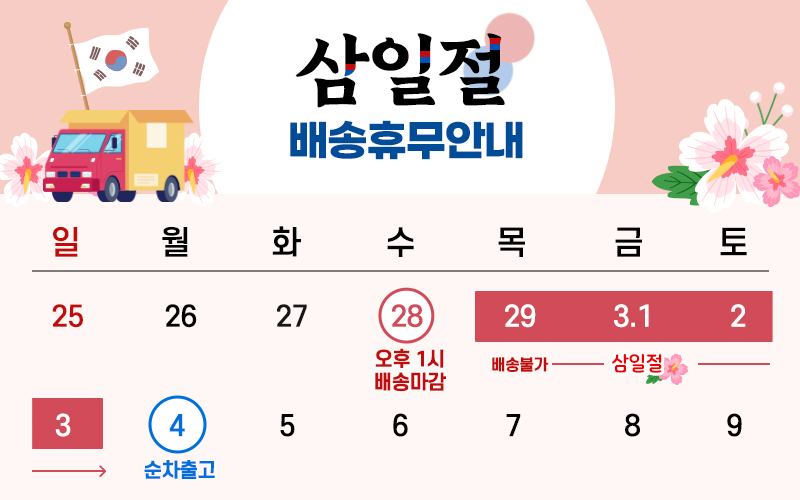 삼일절
배송휴무안내
일 월 화 수 목 금 토
25 26 27 28 29 3.1 2
오후 1시
배송마감
배송불가 삼일절
3 4 5 6 7 8 9
순차출고